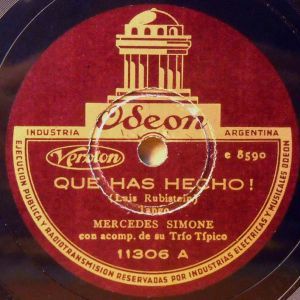 Odeon
INDUSTRIA ARGENTINA
Veroton
e 8590
QUE HAS HECHO!
(Luis Rubistein)
Tango
MERCEDES SIMONE
con acomp. de su Trío Típico
11306 A
EJECUCION PUBLICA Y RADIOTRANSMISION RESERVADAS POR INDUSTRIAS ELECTRICAS Y MUSICALES ODEON